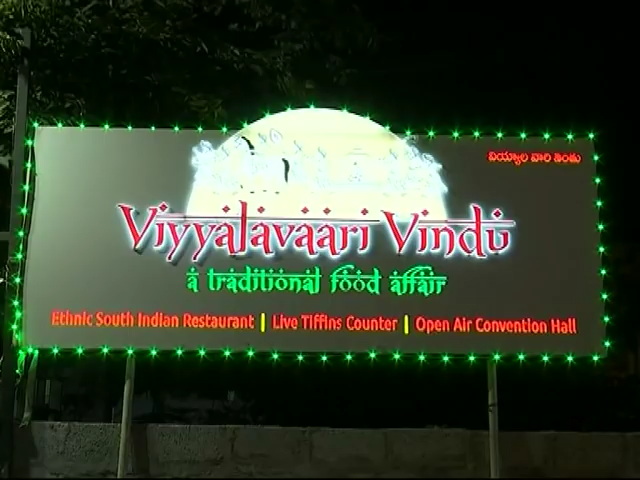 వియ్యాల వారి విందు
Viyyalavaari Vindu
a traditional food affair
Ethnic South Indian Restaurant | Live Tiffins Counter | Open Air Convention Hall